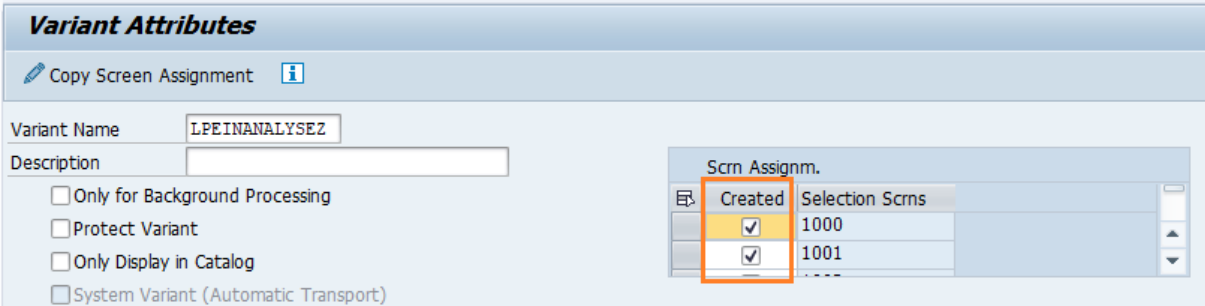 Variant Attributes
Copy Screen Assignment
Variant Name LPEINANALYSEZ
Description
Only for Background Processing
Protect Variant
Only Display in Catalog
System Variant (Automatic Transport)
Scrn Assignm.
Created Selection Scrns
1000
1001